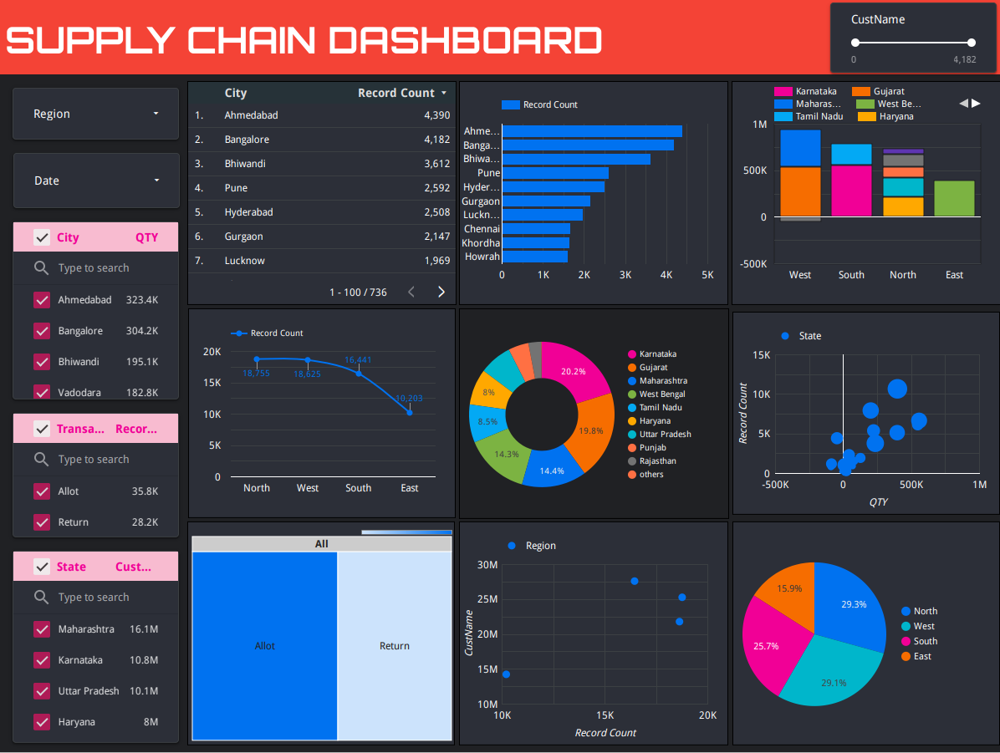 SUPPLY CHAIN DASHBOARD
CustName
0 4,182
Region
Date
City QTY
Type to search
Ahmedabad 323.4K
Bangalore 304.2K
Bhiwandi 195.1K
Vadodara 182.8K
Transa... Recor...
Type to search
Allot 35.8K
Return 28.2K
State Cust...
Type to search
Maharashtra 16.1M
Karnataka 10.8M
Uttar Pradesh 10.1M
Haryana 8M
City Record Count
1. Ahmedabad 4,390
2. Bangalore 4,182
3. Bhiwandi 3,612
4. Pune 2,592
5. Hyderabad 2,508
6. Gurgaon 2,147
7. Lucknow 1,969
1 - 100 / 736
Record Count
Ahme...
Banga...
Bhiwa...
Pune
Hyder...
Gurgaon
Luckn...
Chennai
Khordha
Howrah
0 1K 2K 3K 4K 5K
Karnataka Gujarat
Maharas... West Be...
Tamil Nadu Haryana
1M
500K
0
-500K
West South North East
Record Count
20K
15K
10K
5K
0
18,755 18,625 16,441 10,203
North West South East
20.2%
19.8%
14.4%
14.3%
8.5%
8%
Karnataka
Gujarat
Maharashtra
West Bengal
Tamil Nadu
Haryana
Uttar Pradesh
Punjab
Rajasthan
others
State
Record Count
15K
10K
5K
0
-500K 0 500K 1M
QTY
All
Allot Return
Region
CustName
30M
25M
20M
15M
10M
10K 15K 20K
Record Count
15.9%
29.3%
25.7%
29.1%
North
West
South
East